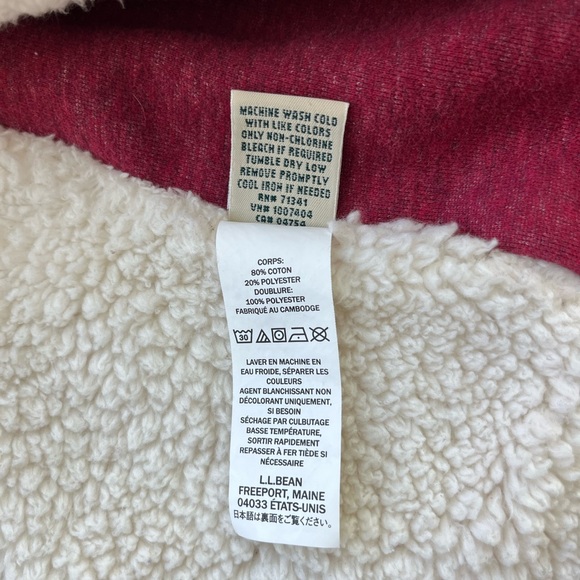 MACHINE WASH COLD
WITH LIKE COLORS
ONLY NON-CHLORINE
BLEACH IF REQUIRED
TUMBLE DRY LOW
REMOVE PROMPTLY
COOL IRON IF NEEDED
RN# 71341
VN# 1007404
CA# 04754
CORPS:
80% COTON
20% POLYESTER
DOUBLURE:
100% POLYESTER
FABRIQUÉ AU CAMBODGE
30
LAVER EN MACHINE EN
EAU FROIDE, SÉPARER LES
COULEURS
AGENT BLANCHISSANT NON
DÉCOLORANT UNIQUEMENT,
SI BESOIN
SÉCHAGE PAR CULBUTAGE
BASSE TEMPÉRATURE,
SORTIR RAPIDEMENT
REPASSER À FER TIÈDE SI
NÉCESSAIRE
L.L.BEAN
FREEPORT, MAINE
04033 ÉTATS-UNIS
日本語は裏面をご覧ください